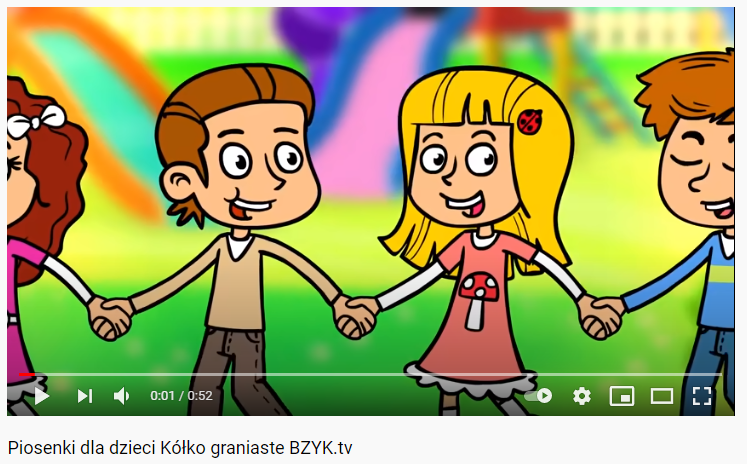 0:01 / 0:52
Piosenki dla dzieci Kółko graniaste BZYK.tv